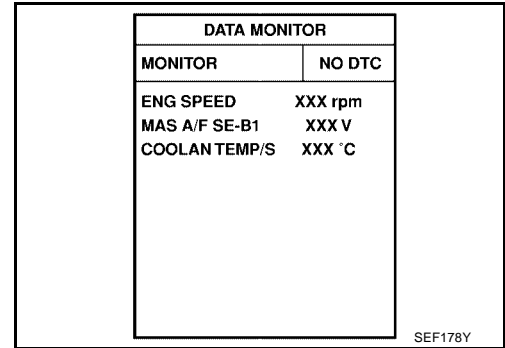 DATA MONITOR
MONITOR NO DTC
ENG SPEED XXX rpm
MAS A/F SE-B1 XXX V
COOLAN TEMP/S XXX °C
SEF178Y